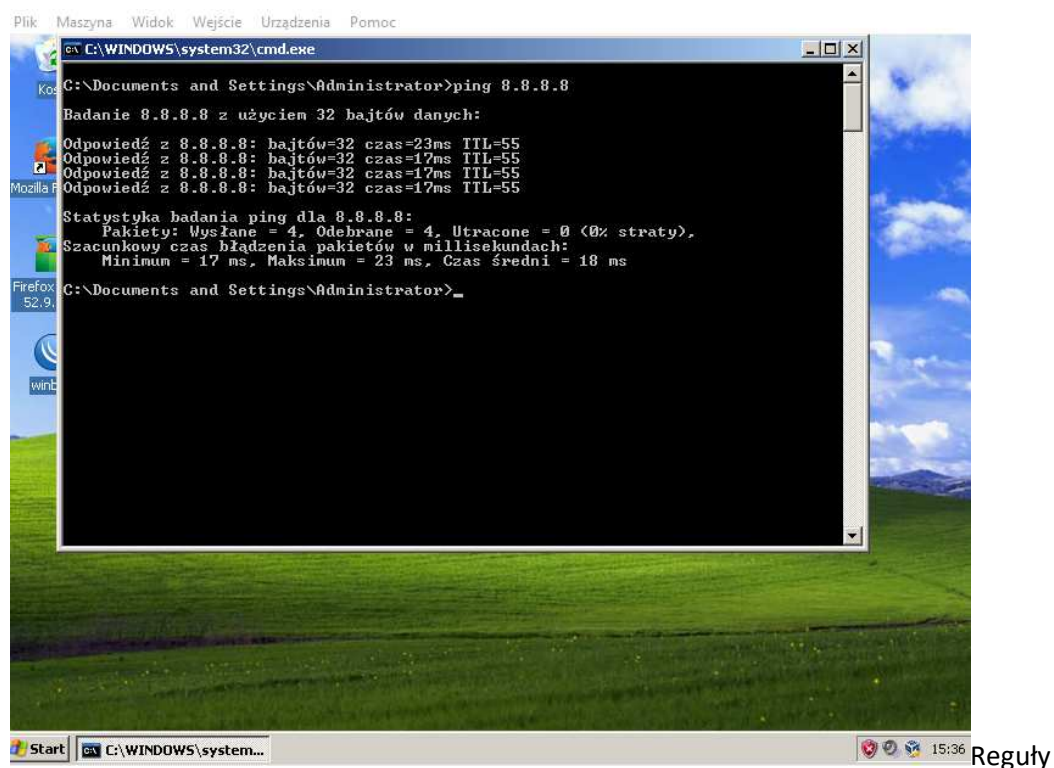 Plik Maszyna Widok Wejście Urządzenia Pomoc
C:\WINDOWS\system32\cmd.exe
C:\Documents and Settings\Administrator>ping 8.8.8.8
Badanie 8.8.8.8 z użyciem 32 bajtów danych:
Odpowiedź z 8.8.8.8: bajtów=32 czas=23ms TTL=55
Odpowiedź z 8.8.8.8: bajtów=32 czas=17ms TTL=55
Odpowiedź z 8.8.8.8: bajtów=32 czas=17ms TTL=55
Odpowiedź z 8.8.8.8: bajtów=32 czas=17ms TTL=55
Statystyka badania ping dla 8.8.8.8:
Pakiety: Wysłane = 4, Odebrane = 4, Utracone = 0 (0% straty),
Szacunkowy czas błądzenia pakietów w millisekundach:
Minimum = 17 ms, Maksimum = 23 ms, Czas średni = 18 ms
C:\Documents and Settings\Administrator>_
Kos
Mozilla F
Firefox
52.9.
winb
Start C:\WINDOWS\system... 15:36
Reguły